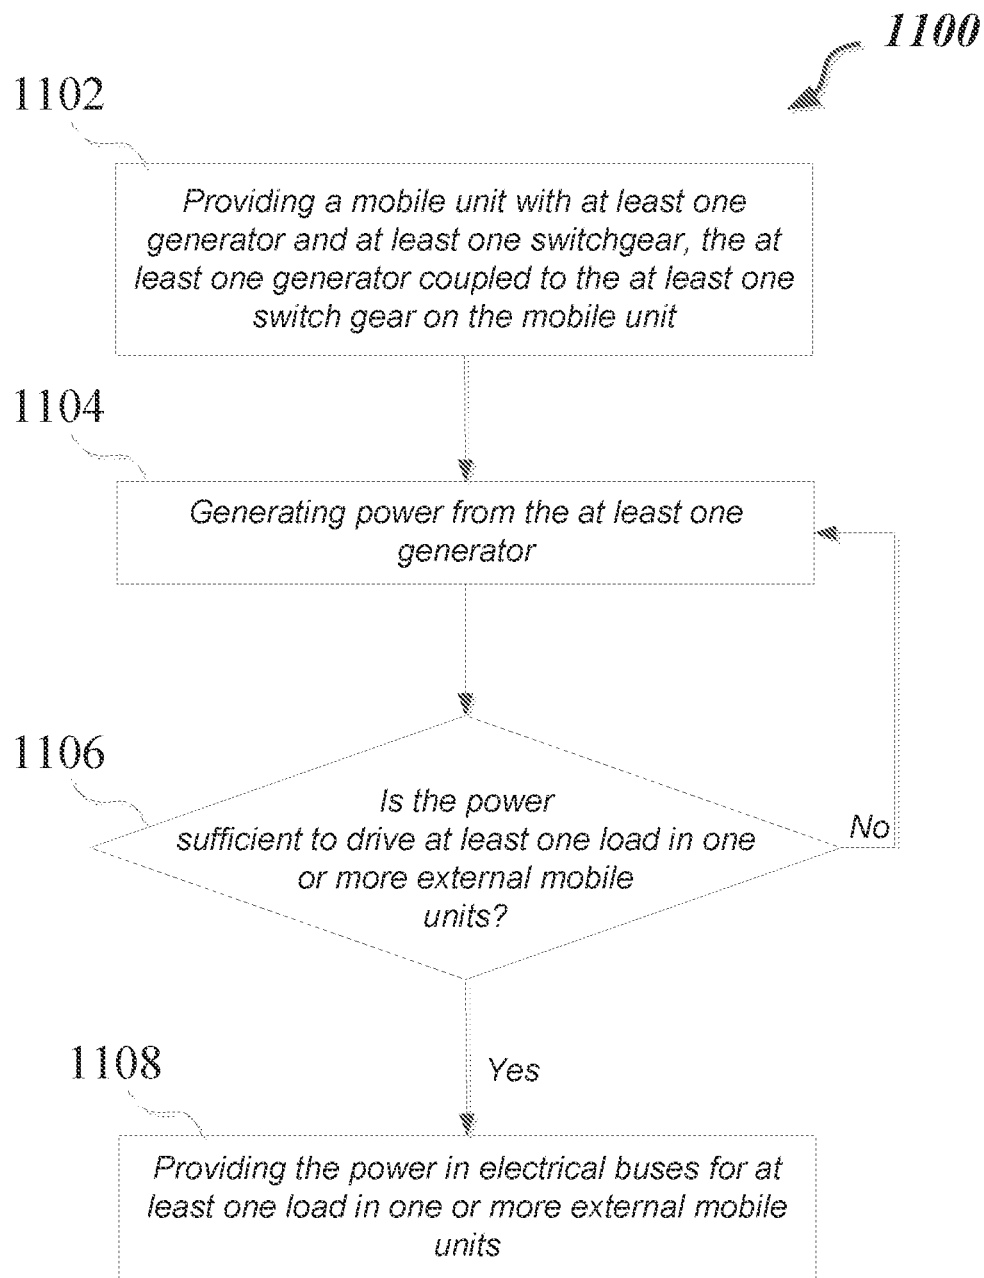 1100
1102
Providing a mobile unit with at least one
generator and at least one switchgear, the at
least one generator coupled to the at least one
switch gear on the mobile unit
1104
Generating power from the at least one
generator
1106
Is the power
sufficient to drive at least one load in one
or more external mobile
units?
No
Yes
1108
Providing the power in electrical buses for at
least one load in one or more external mobile
units